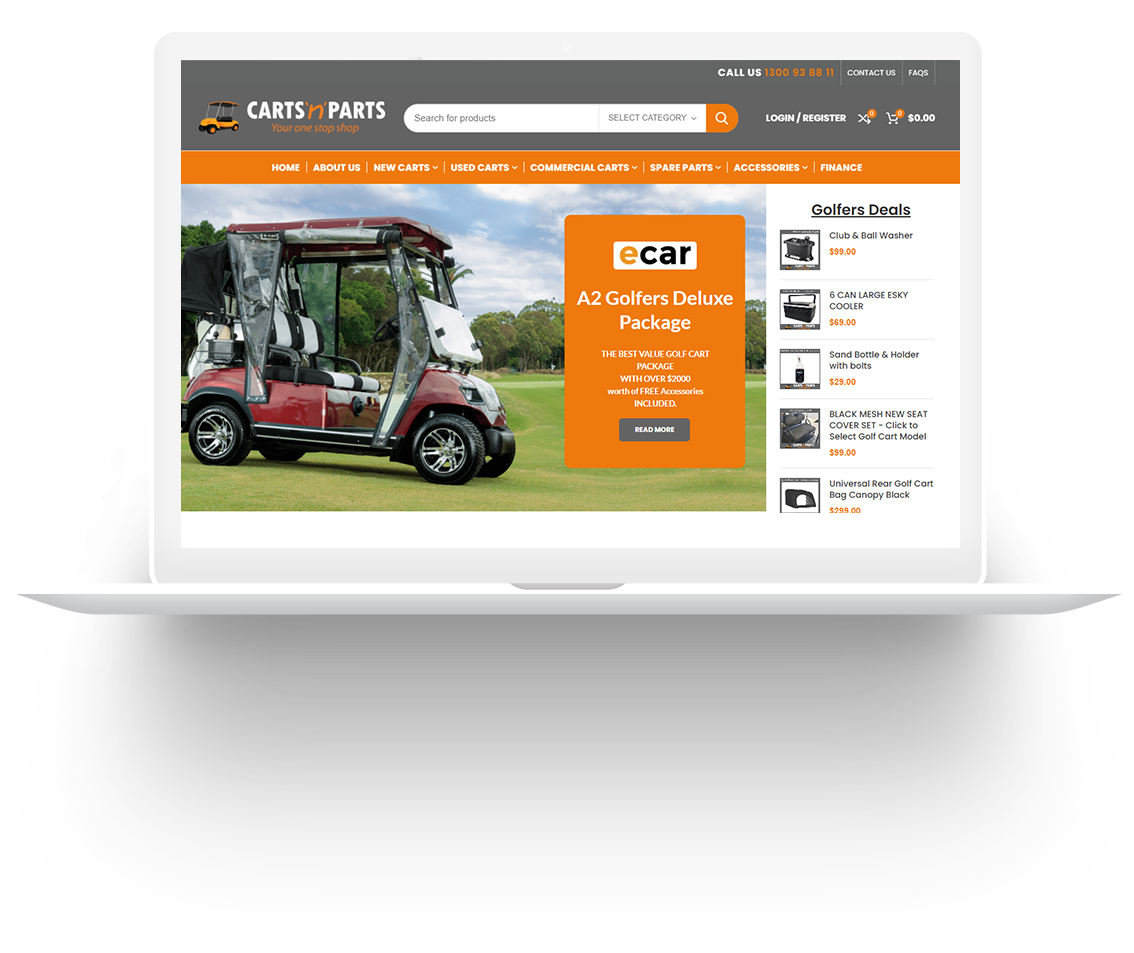 CALL US 1300 93 88 11
CONTACT US
FAQS
CARTS'n'PARTS
Your one stop shop
Search for products
SELECT CATEGORY
LOGIN / REGISTER
0
0
$0.00
HOME
ABOUT US
NEW CARTS
USED CARTS
COMMERCIAL CARTS
SPARE PARTS
ACCESSORIES
FINANCE
ecar
A2 Golfers Deluxe
Package
THE BEST VALUE GOLF CART
PACKAGE
WITH OVER $2000
worth of FREE Accessories
INCLUDED.
READ MORE
Golfers Deals
Club & Ball Washer
$99.00
6 CAN LARGE ESKY
COOLER
$69.00
Sand Bottle & Holder
with bolts
$29.00
BLACK MESH NEW SEAT
COVER SET - Click to
Select Golf Cart Model
$99.00
Universal Rear Golf Cart
Bag Canopy Black
$299.00